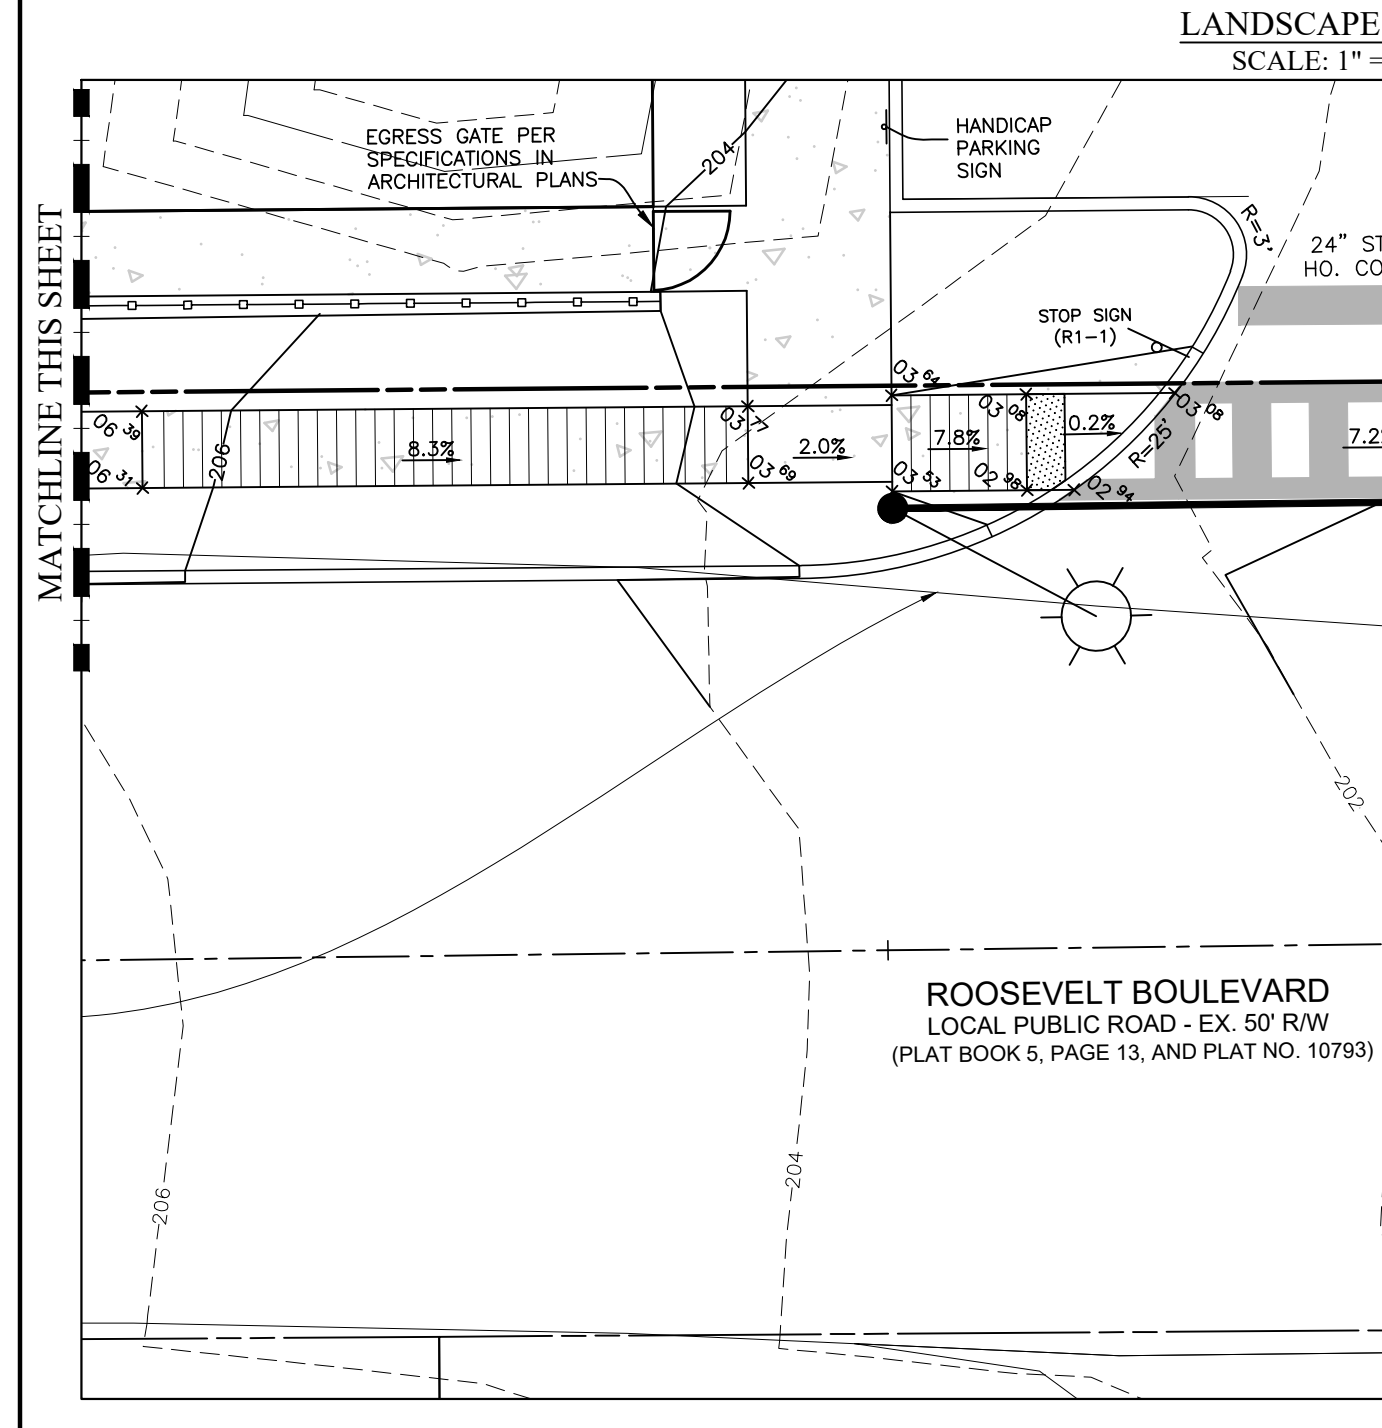 LANDSCAPE
SCALE: 1" =
EGRESS GATE PER
SPECIFICATIONS IN
ARCHITECTURAL PLANS
204
HANDICAP
PARKING
SIGN
R=3'
24" ST
HO. CO
STOP SIGN
(R1-1)
MATCHLINE THIS SHEET
03 64
06 39
03 77
03 08
03 08
8.3%
2.0%
7.8%
0.2%
R=25'
7.2
206
06 31
03 69
03 53
02 98
02 94
202
ROOSEVELT BOULEVARD
LOCAL PUBLIC ROAD - EX. 50' R/W
(PLAT BOOK 5, PAGE 13, AND PLAT NO. 10793)
204
206